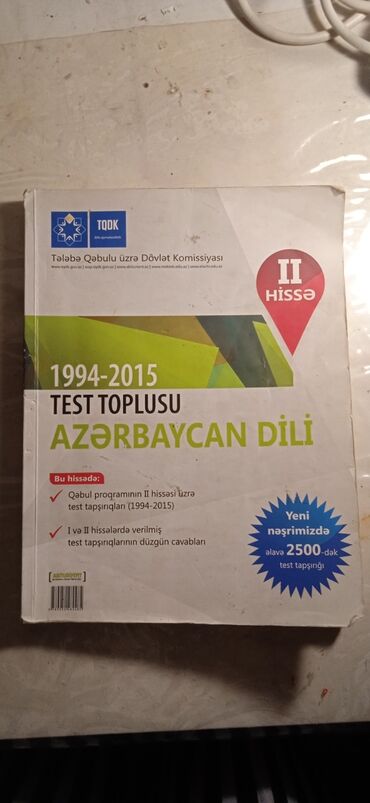 TQDK
Tələbə Qəbulu üzrə Dövlət Komissiyası
II
HİSSƏ
1994-2015
TEST TOPLUSU
AZƏRBAYCAN DİLİ
Bu hissədə:
Qəbul proqramının II hissəsi üzrə
test tapşırıqları (1994-2015)
I və II hissələrdə verilmiş
test tapşırıqlarının düzgün cavabları
Yeni
nəşrimizdə
əlavə 2500-dək
test tapşırığı